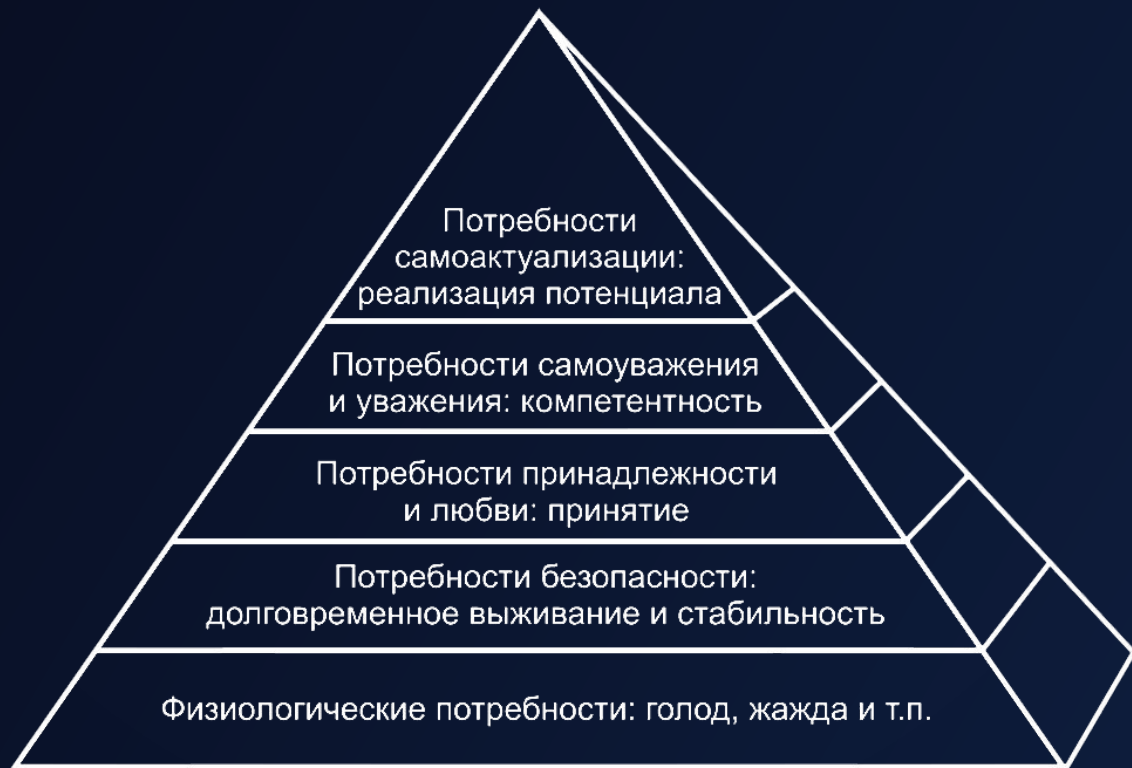 Потребности
самоактуализации:
реализация потенциала
Потребности самоуважения
и уважения: компетентность
Потребности принадлежности
и любви: принятие
Потребности безопасности:
долговременное выживание и стабильность
Физиологические потребности: голод, жажда и т.п.